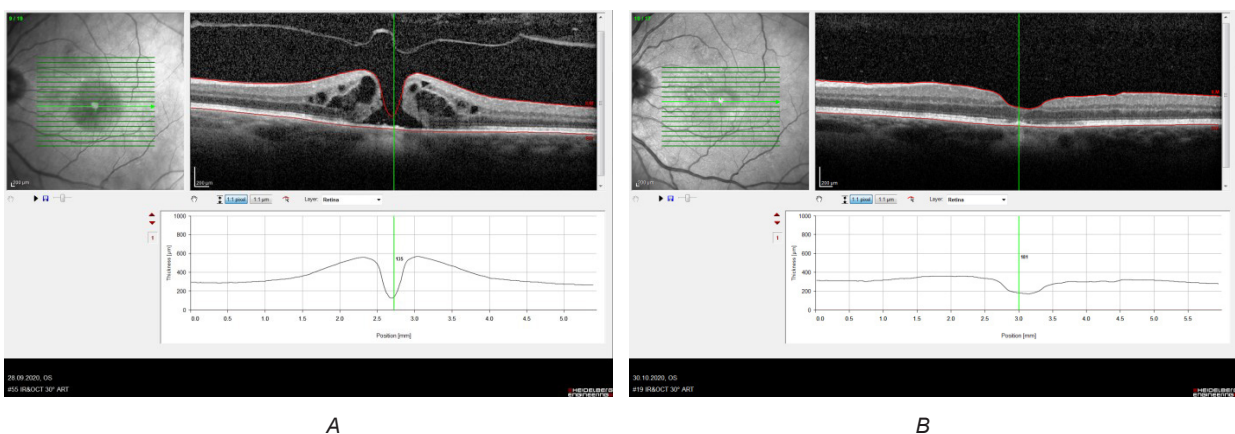 9 / 19
200 µm
200 µm
1:1 pixel
1:1 µm
Layer:
Retina
1
Thickness [µm]
1000
800
600
400
200
0
135
0.0 0.5 1.0 1.5 2.0 2.5 3.0 3.5 4.0 4.5 5.0
Position [mm]
28.09.2020, OS
#55 IR&OCT 30° ART
HEIDELBERG
ENGINEERING
A
200 µm
200 µm
1:1 pixel
1:1 µm
Layer:
Retina
1
Thickness [µm]
1000
800
600
400
200
0
0.0 0.5 1.0 1.5 2.0 2.5 3.0 3.5 4.0 4.5 5.0 5.5
Position [mm]
30.10.2020, OS
#19 IR&OCT 30° ART
HEIDELBERG
ENGINEERING
B